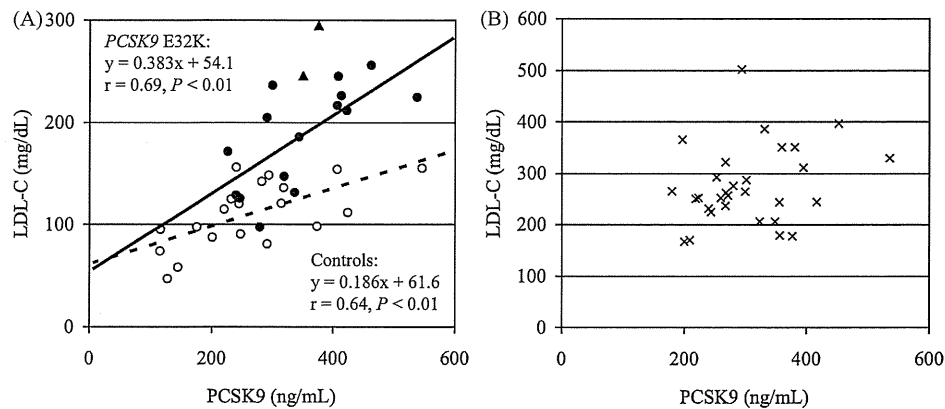 (A)
300
200
100
0
LDL-C (mg/dL)
PCSK9 E32K:
y = 0.383x + 54.1
r = 0.69, P < 0.01
Controls:
y = 0.186x + 61.6
r = 0.64, P < 0.01
0 200 400 600
PCSK9 (ng/mL)
(B)
600
500
400
300
200
100
0
LDL-C (mg/dL)
0 200 400 600
PCSK9 (ng/mL)